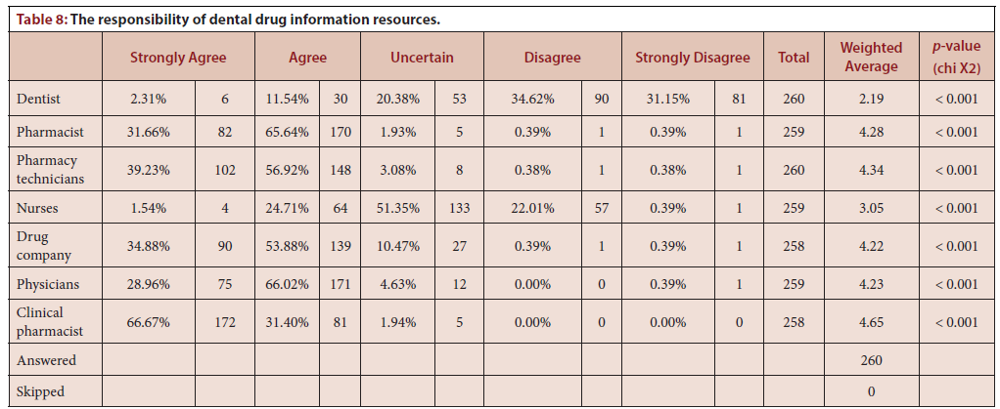 Table 8: The responsibility of dental drug information resources.
Strongly Agree Agree Uncertain Disagree Strongly Disagree Total Weighted Average p-value (chi X2)
Dentist 2.31% 6 11.54% 30 20.38% 53 34.62% 90 31.15% 81 260 2.19 < 0.001
Pharmacist 31.66% 82 65.64% 170 1.93% 5 0.39% 1 0.39% 1 259 4.28 < 0.001
Pharmacy technicians 39.23% 102 56.92% 148 3.08% 8 0.38% 1 0.38% 1 260 4.34 < 0.001
Nurses 1.54% 4 24.71% 64 51.35% 133 22.01% 57 0.39% 1 259 3.05 < 0.001
Drug company 34.88% 90 53.88% 139 10.47% 27 0.39% 1 0.39% 1 258 4.22 < 0.001
Physicians 28.96% 75 66.02% 171 4.63% 12 0.00% 0 0.39% 1 259 4.23 < 0.001
Clinical pharmacist 66.67% 172 31.40% 81 1.94% 5 0.00% 0 0.00% 0 258 4.65 < 0.001
Answered 260
Skipped 0